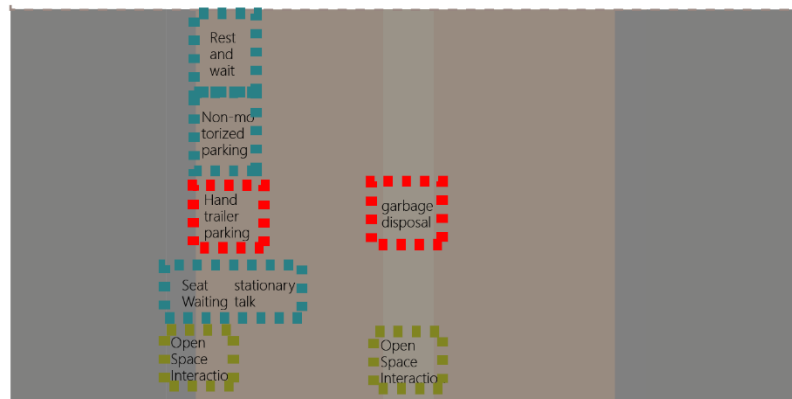 Rest
and
wait
Non-mo
torized
parking
Hand
trailer
parking
garbage
disposal
Seat stationary
Waiting talk
Open
Space
Interactio
Open
Space
Interactio